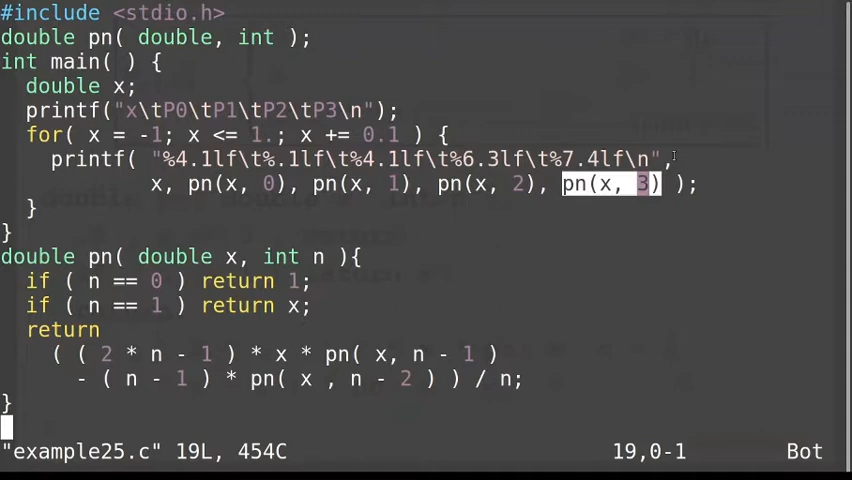 #include <stdio.h>
double pn( double, int );
int main( ) {
  double x;
  printf("x\tP0\tP1\tP2\tP3\n");
  for( x = -1; x <= 1.; x += 0.1 ) {
    printf( "%4.1lf\t%.1lf\t%4.1lf\t%6.3lf\t%7.4lf\n",
            x, pn(x, 0), pn(x, 1), pn(x, 2), pn(x, 3) );
  }
}
double pn( double x, int n ){
  if ( n == 0 ) return 1;
  if ( n == 1 ) return x;
  return
    ( ( 2 * n - 1 ) * x * pn( x, n - 1 )
      - ( n - 1 ) * pn( x , n - 2 ) ) / n;
}
"example25.c" 19L, 454C 19,0-1 Bot